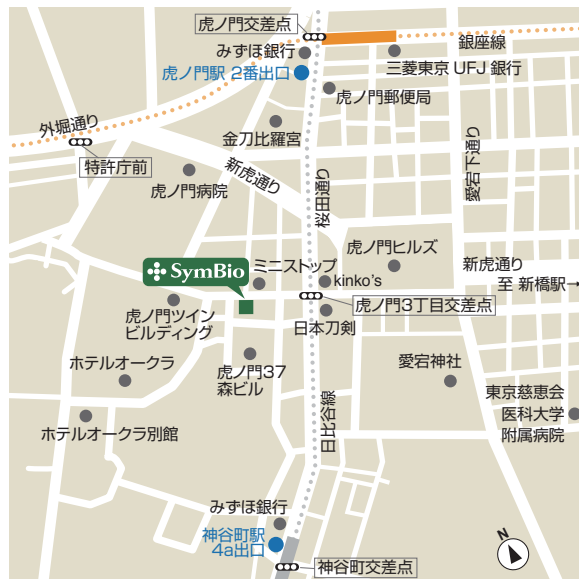 虎ノ門交差点
みずほ銀行
銀座線
虎ノ門駅 2番出口
三菱東京 UFJ 銀行
虎ノ門郵便局
外堀通り
金刀比羅宮
特許庁前
新虎通り
桜田通り
愛宕下通り
虎ノ門病院
SymBio
ミニストップ
虎ノ門ヒルズ
新虎通り
kinko's
至 新橋駅→
虎ノ門ツイン
ビルディング
日本刀剣
虎ノ門3丁目交差点
ホテルオークラ
虎ノ門37
森ビル
愛宕神社
東京慈恵会
医科大学
附属病院
ホテルオークラ別館
日比谷線
みずほ銀行
神谷町駅
4a出口
神谷町交差点
N